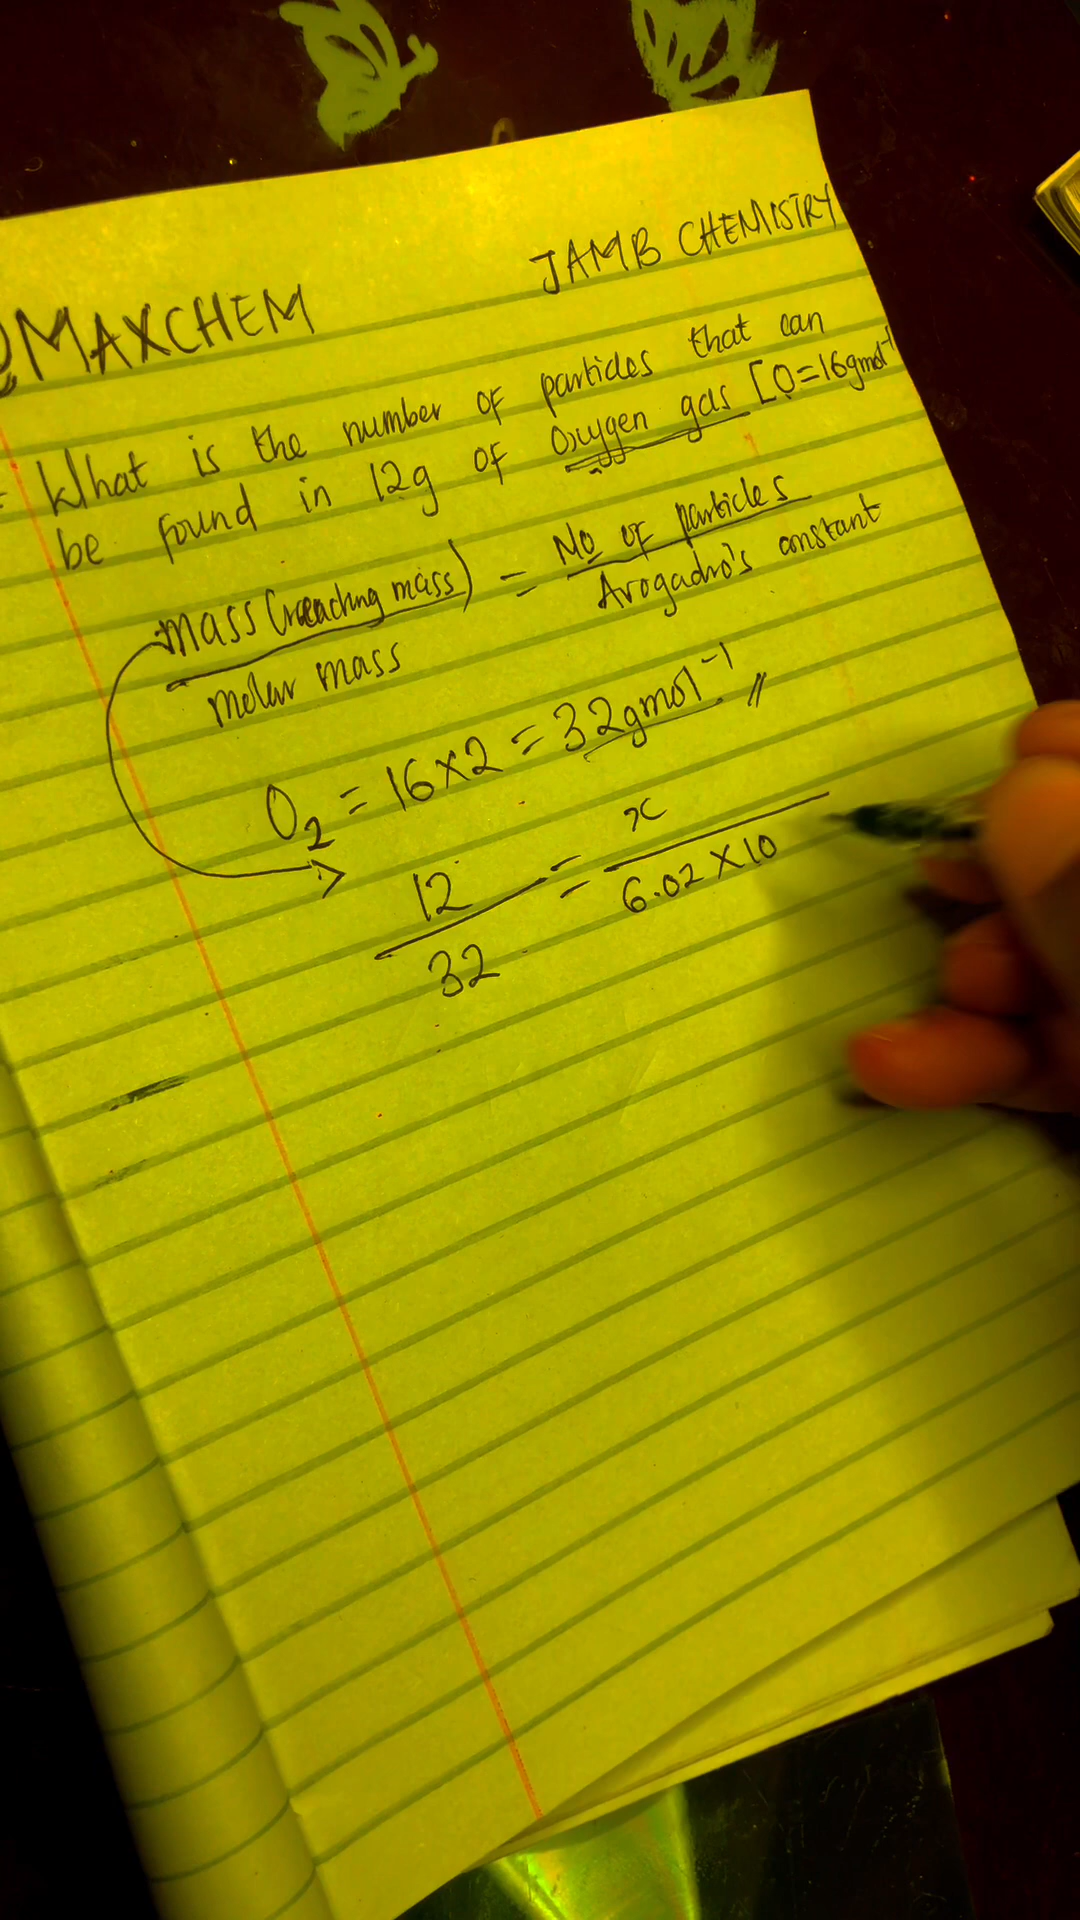 @MAXCHEM
JAMB CHEMISTRY
What is the number of particles that can
be found in 12g of Oxygen gas [O=16gmol⁻¹
mass (reacting mass) / molar mass = No of particles / Avogadro's constant
O₂ = 16×2 = 32gmol⁻¹ //
12 / 32 = x / 6.02×10